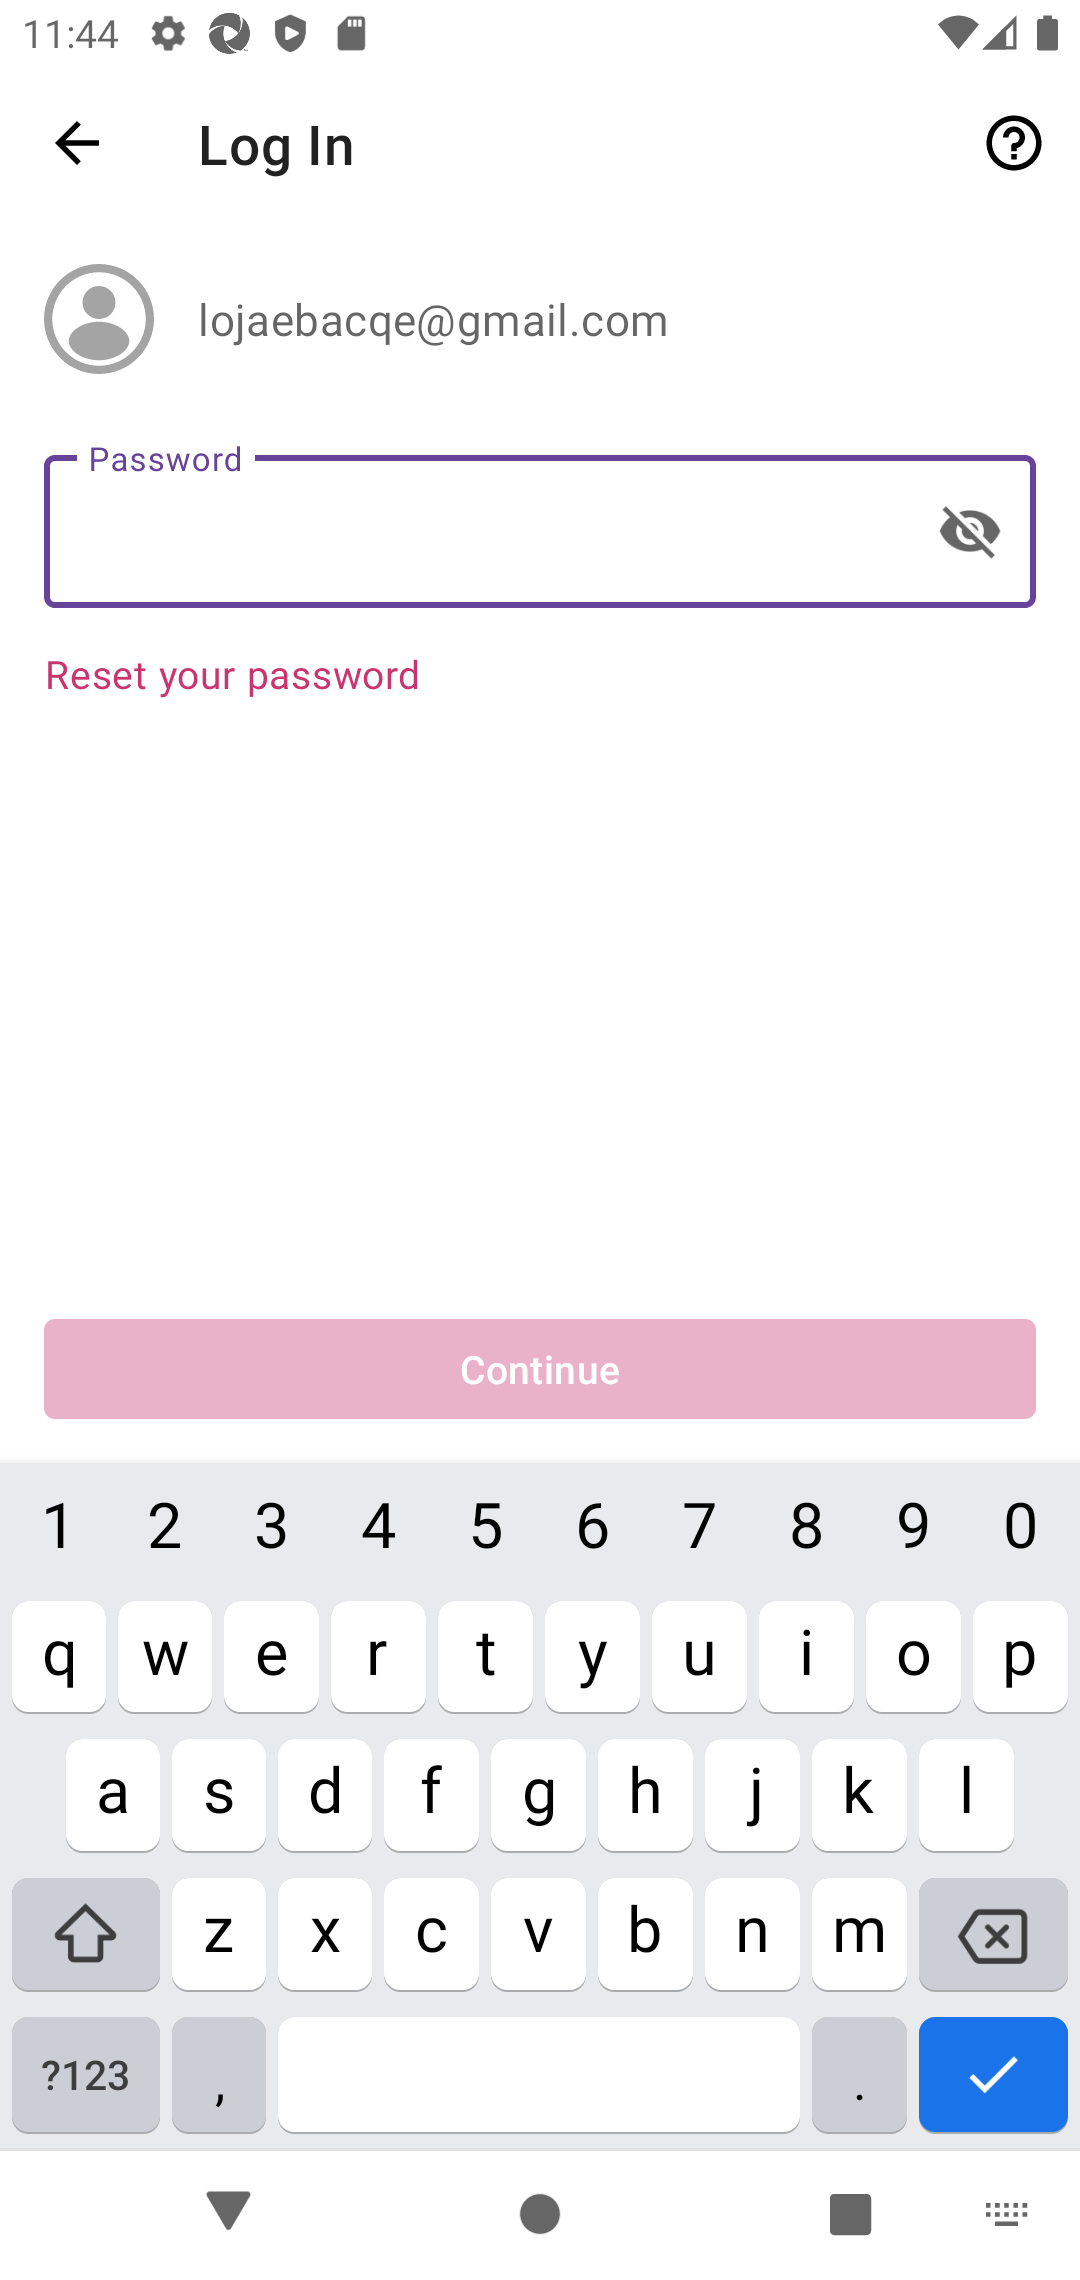 11:44
Log In
lojaebacqe@gmail.com
Password
Reset your password
Continue
1 2 3 4 5 6 7 8 9 0
q w e r t y u i o p
a s d f g h j k l
z x c v b n m
?123 , .